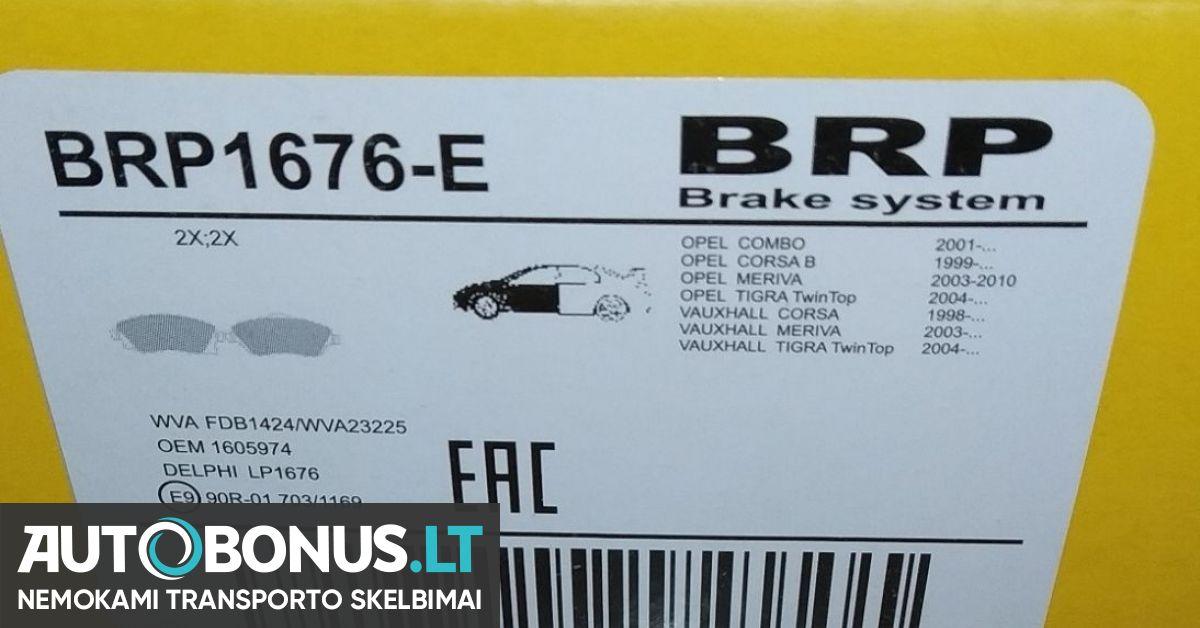 BRP1676-E
BRP
Brake system
2X;2X
OPEL COMBO 2001-...
OPEL CORSA B 1999-...
OPEL MERIVA 2003-2010
OPEL TIGRA TwinTop 2004-...
VAUXHALL CORSA 1998-...
VAUXHALL MERIVA 2003-...
VAUXHALL TIGRA TwinTop 2004-...
WVA FDB1424/WVA23225
OEM 1605974
DELPHI LP1676
E9 90R-01 703/1169
EAC
AUTOBONUS.LT
NEMOKAMI TRANSPORTO SKELBIMAI